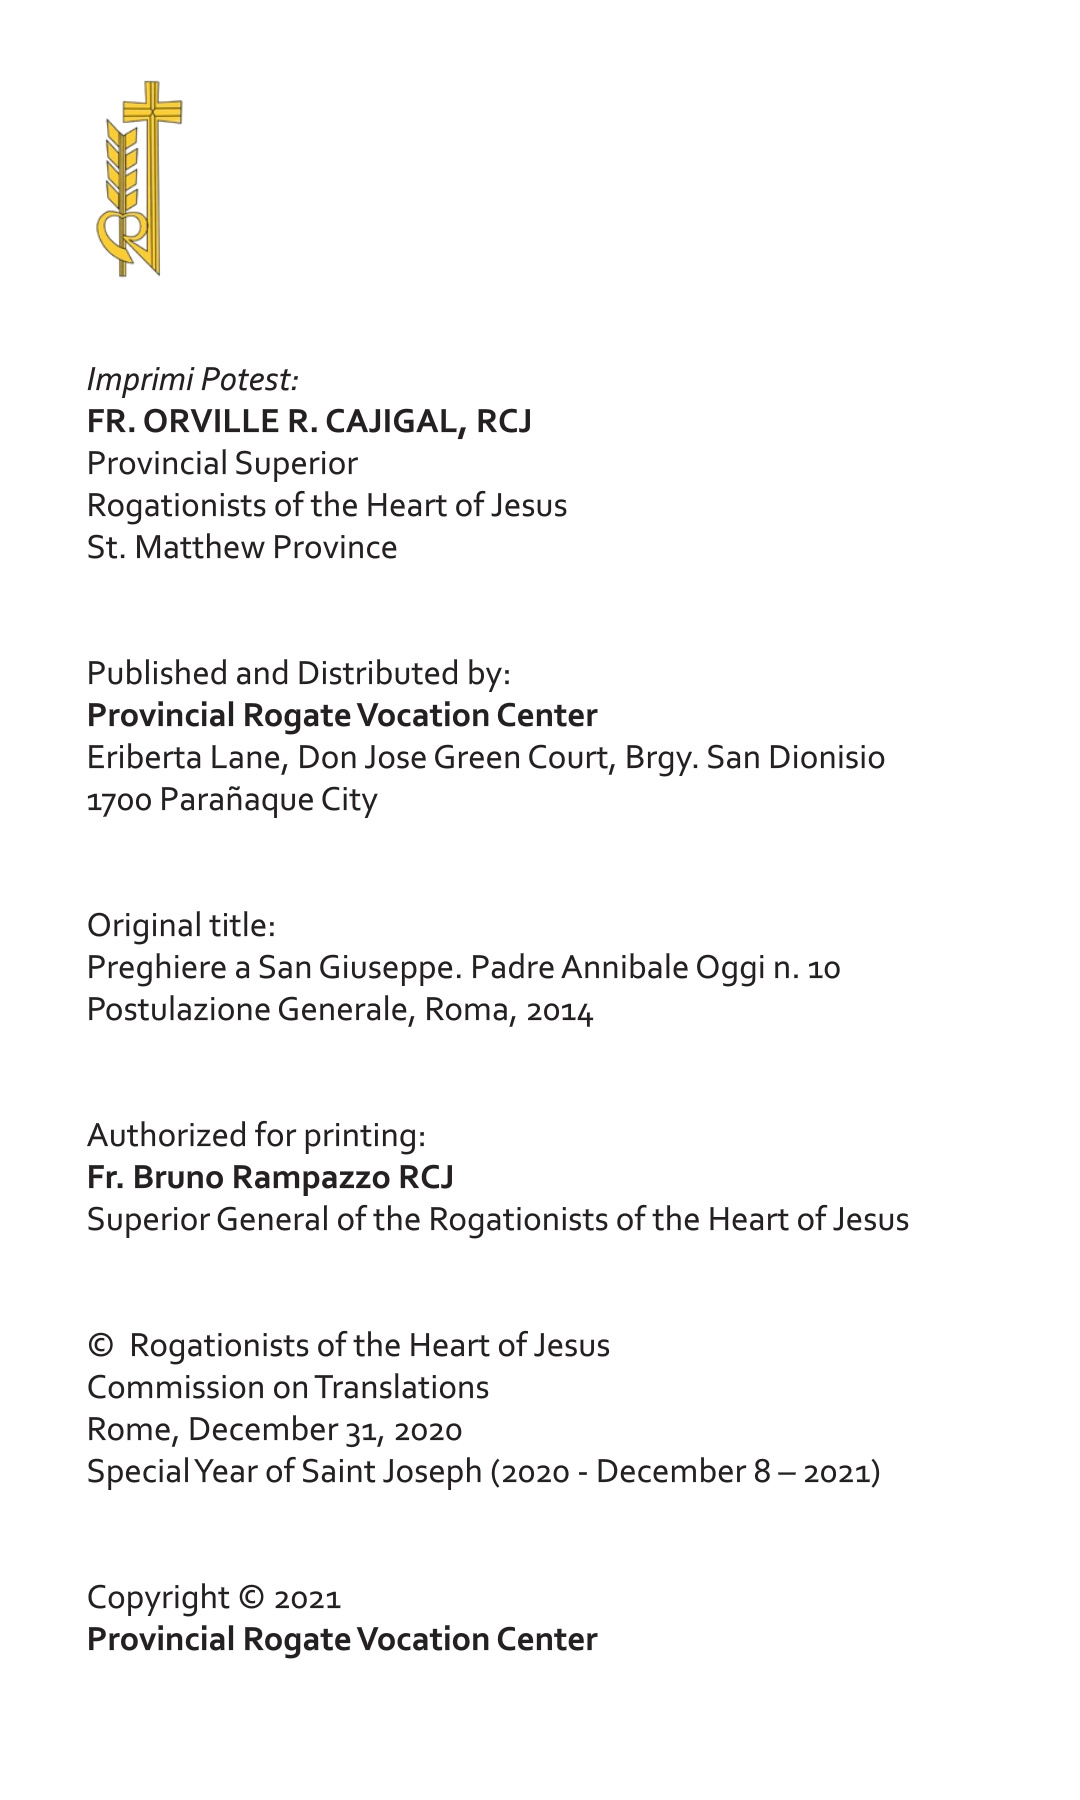 Imprimi Potest:
FR. ORVILLE R. CAJIGAL, RCJ
Provincial Superior
Rogationists of the Heart of Jesus
St. Matthew Province
Published and Distributed by:
Provincial Rogate Vocation Center
Eriberta Lane, Don Jose Green Court, Brgy. San Dionisio
1700 Parañaque City
Original title:
Preghiere a San Giuseppe. Padre Annibale Oggi n. 10
Postulazione Generale, Roma, 2014
Authorized for printing:
Fr. Bruno Rampazzo RCJ
Superior General of the Rogationists of the Heart of Jesus
© Rogationists of the Heart of Jesus
Commission on Translations
Rome, December 31, 2020
Special Year of Saint Joseph (2020 - December 8 – 2021)
Copyright © 2021
Provincial Rogate Vocation Center